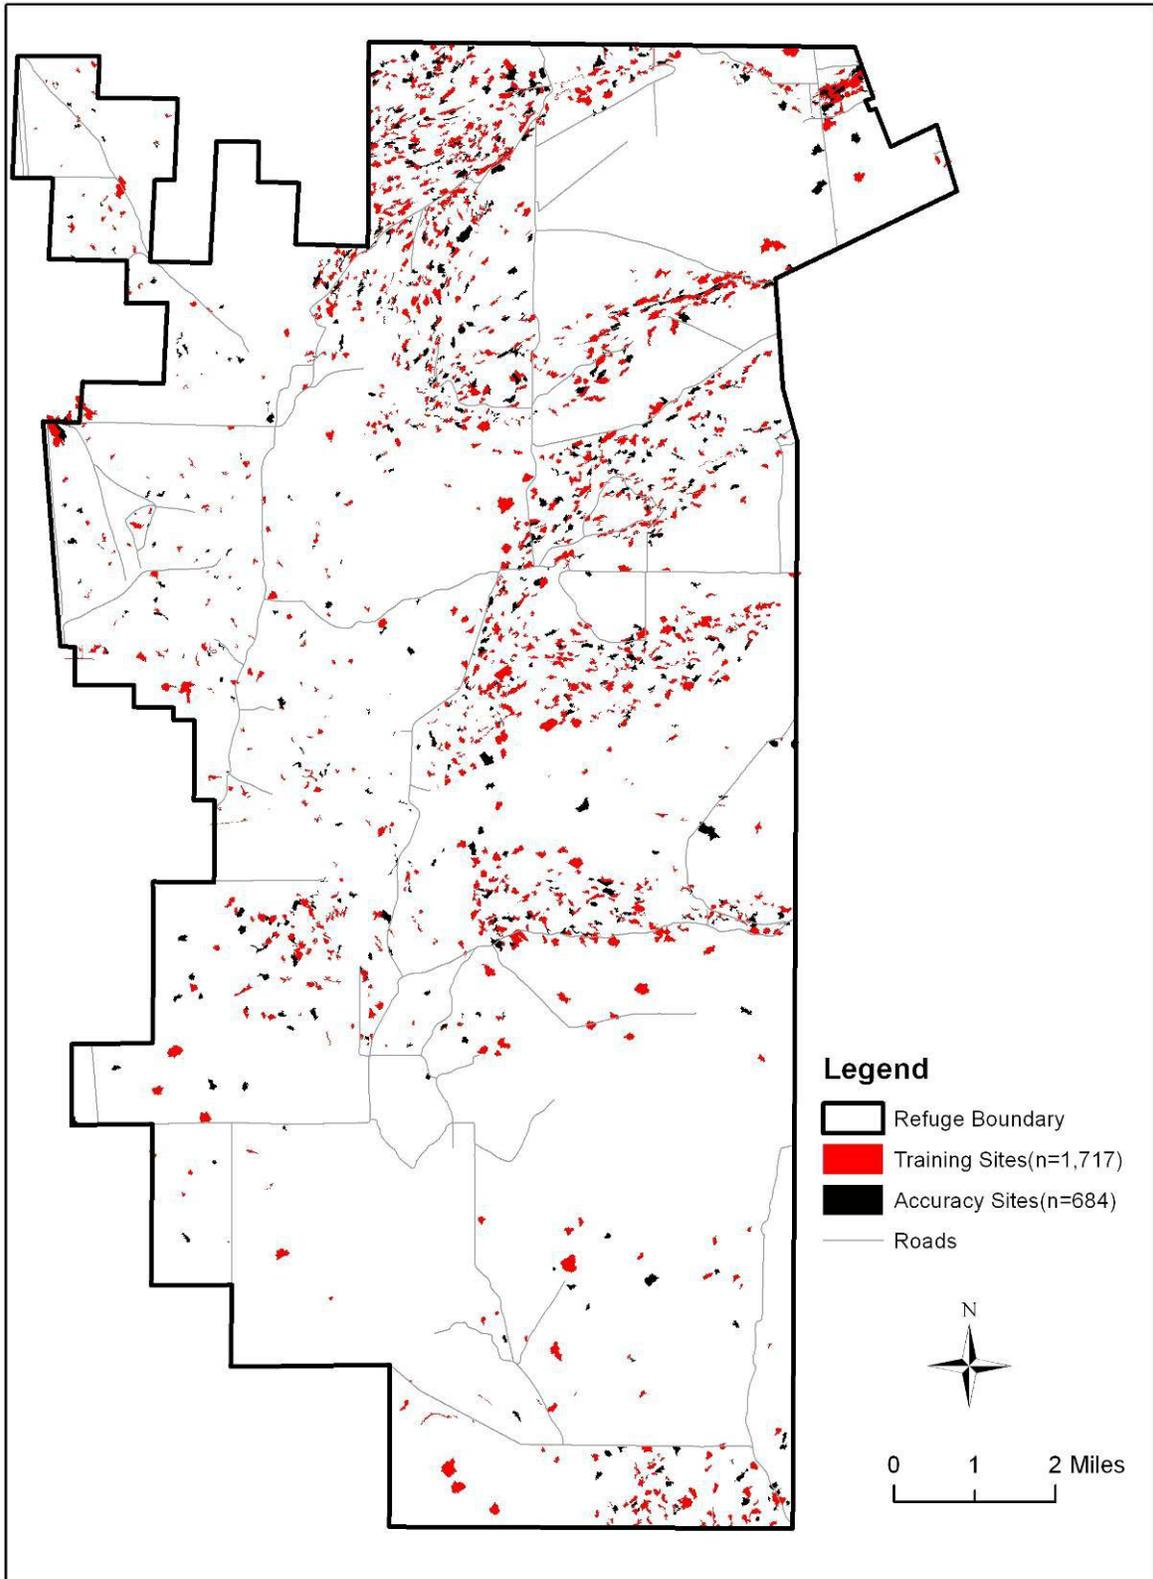 Legend
Refuge Boundary
Training Sites(n=1,717)
Accuracy Sites(n=684)
Roads
N
0 1 2 Miles